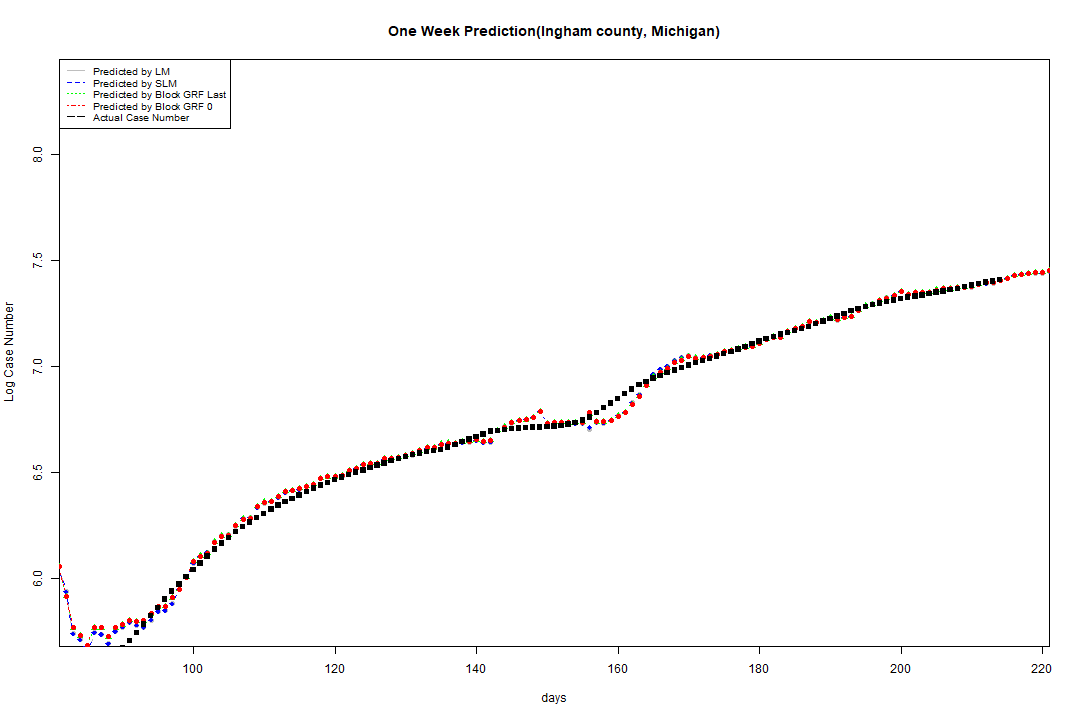 One Week Prediction(Ingham county, Michigan)
Predicted by LM
Predicted by SLM
Predicted by Block GRF Last
Predicted by Block GRF 0
Actual Case Number
8.0
7.5
7.0
6.5
6.0
Log Case Number
100 120 140 160 180 200 220
days